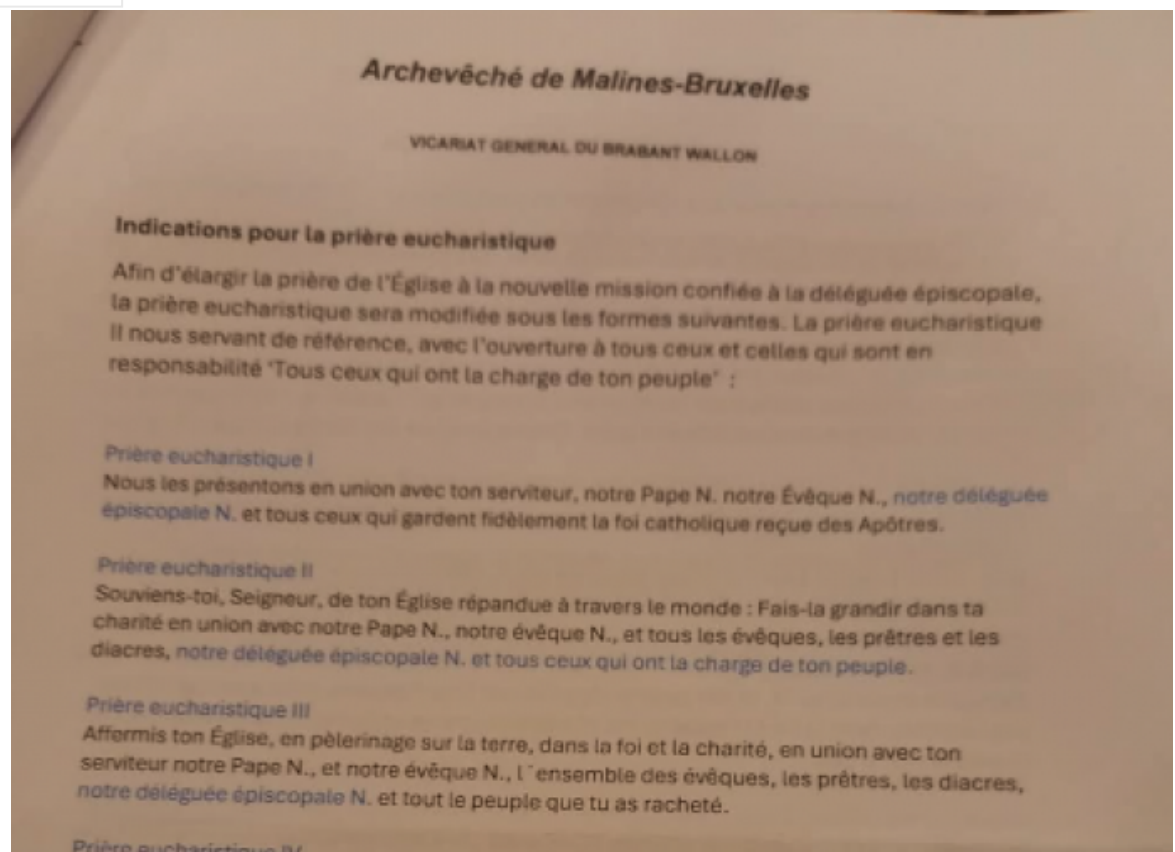 Archevêché de Malines-Bruxelles
VICARIAT GENERAL DU BRABANT WALLON
Indications pour la prière eucharistique
Afin d'élargir la prière de l'Église à la nouvelle mission confiée à la déléguée épiscopale,
la prière eucharistique sera modifiée sous les formes suivantes. La prière eucharistique
II nous servant de référence, avec l'ouverture à tous ceux et celles qui sont en
responsabilité "Tous ceux qui ont la charge de ton peuple" :
Prière eucharistique I
Nous les présentons en union avec ton serviteur, notre Pape N. notre Évêque N., notre déléguée
épiscopale N. et tous ceux qui gardent fidèlement la foi catholique reçue des Apôtres.
Prière eucharistique II
Souviens-toi, Seigneur, de ton Église répandue à travers le monde : Fais-la grandir dans ta
charité en union avec notre Pape N., notre évêque N., et tous les évêques, les prêtres et les
diacres, notre déléguée épiscopale N. et tous ceux qui ont la charge de ton peuple.
Prière eucharistique III
Affermis ton Église, en pèlerinage sur la terre, dans la foi et la charité, en union avec ton
serviteur notre Pape N., et notre évêque N., l´ensemble des évêques, les prêtres, les diacres,
notre déléguée épiscopale N. et tout le peuple que tu as racheté.
Prière eucharistique IV